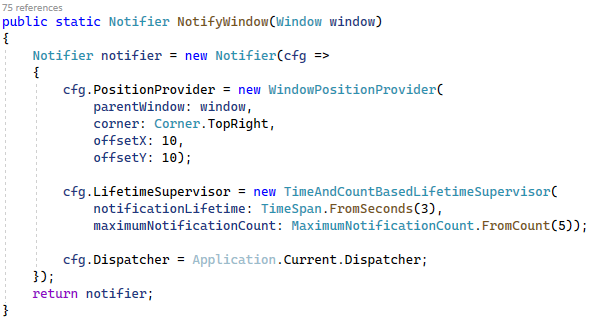 75 references
public static Notifier NotifyWindow(Window window)
{
    Notifier notifier = new Notifier(cfg =>
    {
        cfg.PositionProvider = new WindowPositionProvider(
            parentWindow: window,
            corner: Corner.TopRight,
            offsetX: 10,
            offsetY: 10);

        cfg.LifetimeSupervisor = new TimeAndCountBasedLifetimeSupervisor(
            notificationLifetime: TimeSpan.FromSeconds(3),
            maximumNotificationCount: MaximumNotificationCount.FromCount(5));

        cfg.Dispatcher = Application.Current.Dispatcher;
    });
    return notifier;
}